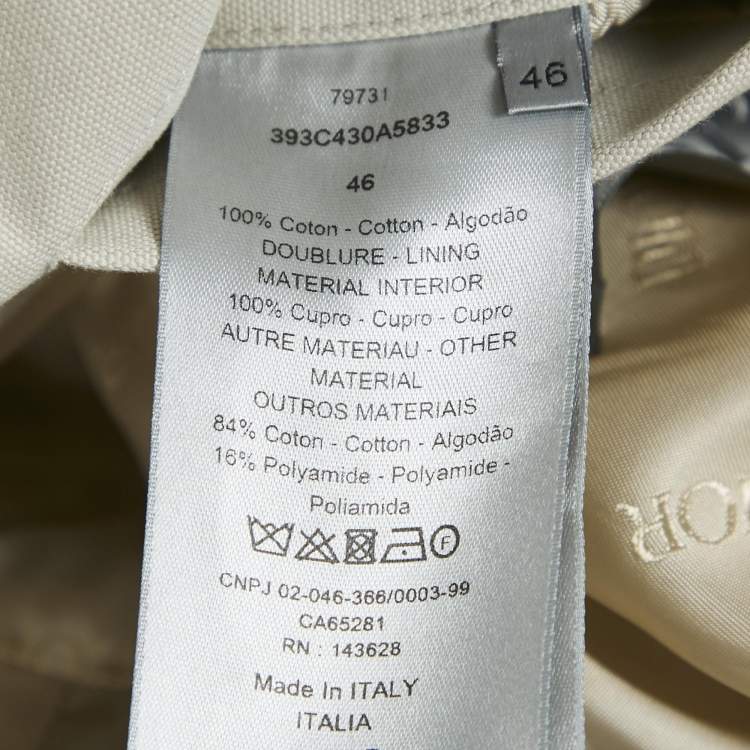 46
79731
393C430A5833
46
100% Coton - Cotton - Algodão
DOUBLURE - LINING
MATERIAL INTERIOR
100% Cupro - Cupro - Cupro
AUTRE MATERIAU - OTHER
MATERIAL
OUTROS MATERIAIS
84% Coton - Cotton - Algodão
16% Polyamide - Polyamide -
Poliamida
F
CNPJ 02-046-366/0003-99
CA65281
RN : 143628
Made In ITALY
ITALIA
IOR